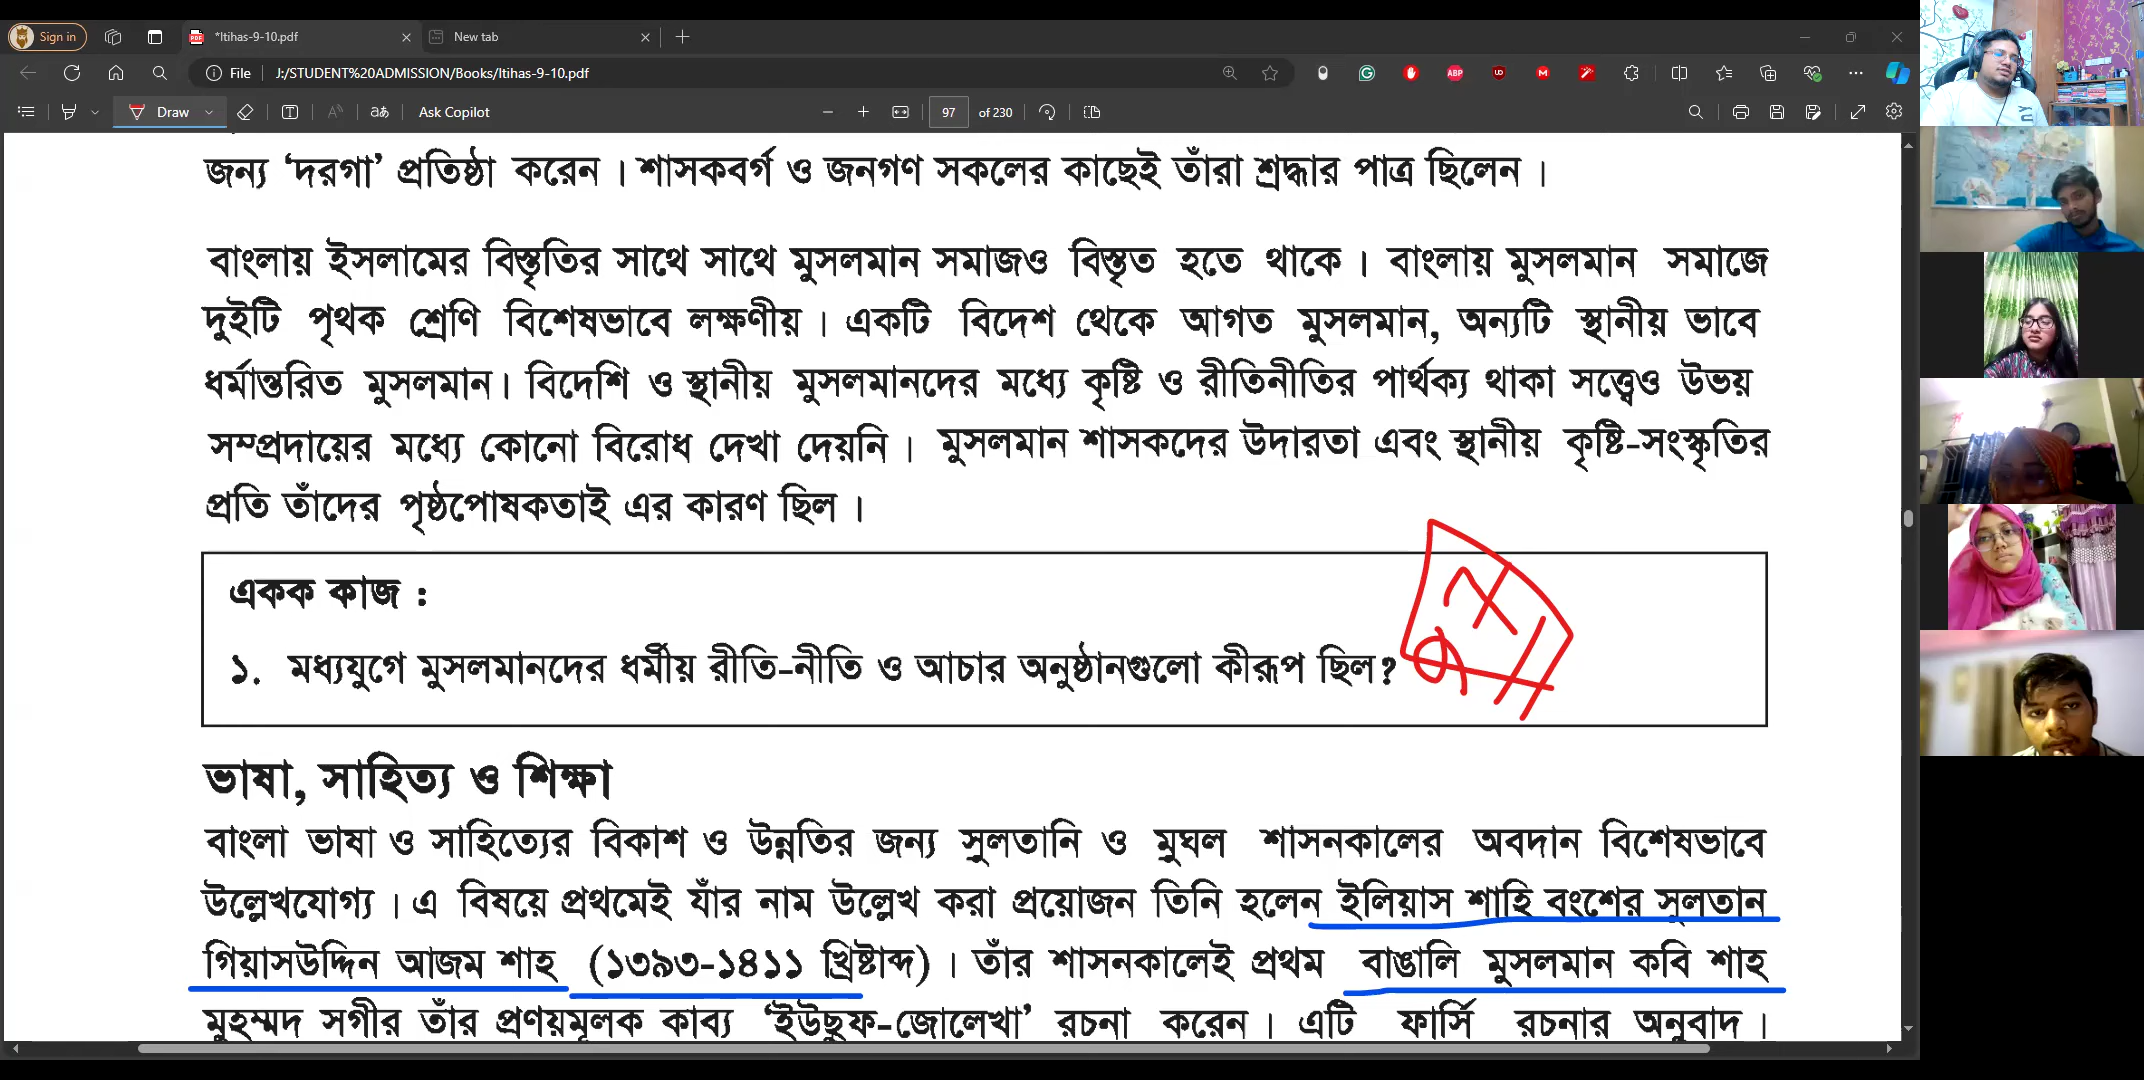 Sign in
*Itihas-9-10.pdf
New tab
File
J:/STUDENT%20ADMISSION/Books/Itihas-9-10.pdf
Draw
aあ
Ask Copilot
97
of 230
জন্য ‘দরগা’ প্রতিষ্ঠা করেন । শাসকবর্গ ও জনগণ সকলের কাছেই তাঁরা শ্রদ্ধার পাত্র ছিলেন ।
বাংলায় ইসলামের বিস্তৃতির সাথে সাথে মুসলমান সমাজও বিস্তৃত হতে থাকে । বাংলায় মুসলমান সমাজে
দুইটি পৃথক শ্রেণি বিশেষভাবে লক্ষণীয় । একটি বিদেশ থেকে আগত মুসলমান, অন্যটি স্থানীয় ভাবে
ধর্মান্তরিত মুসলমান। বিদেশি ও স্থানীয় মুসলমানদের মধ্যে কৃষ্টি ও রীতিনীতির পার্থক্য থাকা সত্ত্বেও উভয়
সম্প্রদায়ের মধ্যে কোনো বিরোধ দেখা দেয়নি । মুসলমান শাসকদের উদারতা এবং স্থানীয় কৃষ্টি-সংস্কৃতির
প্রতি তাঁদের পৃষ্ঠপোষকতাই এর কারণ ছিল ।
একক কাজ :
১. মধ্যযুগে মুসলমানদের ধর্মীয় রীতি-নীতি ও আচার অনুষ্ঠানগুলো কীরূপ ছিল?
ভাষা, সাহিত্য ও শিক্ষা
বাংলা ভাষা ও সাহিত্যের বিকাশ ও উন্নতির জন্য সুলতানি ও মুঘল শাসনকালের অবদান বিশেষভাবে
উল্লেখযোগ্য । এ বিষয়ে প্রথমেই যাঁর নাম উল্লেখ করা প্রয়োজন তিনি হলেন ইলিয়াস শাহি বংশের সুলতান
গিয়াসউদ্দিন আজম শাহ (১৩৯৩-১৪১১ খ্রিষ্টাব্দ) । তাঁর শাসনকালেই প্রথম বাঙালি মুসলমান কবি শাহ
মুহম্মদ সগীর তাঁর প্রণয়মূলক কাব্য ‘ইউছুফ-জোলেখা’ রচনা করেন । এটি ফার্সি রচনার অনুবাদ ।